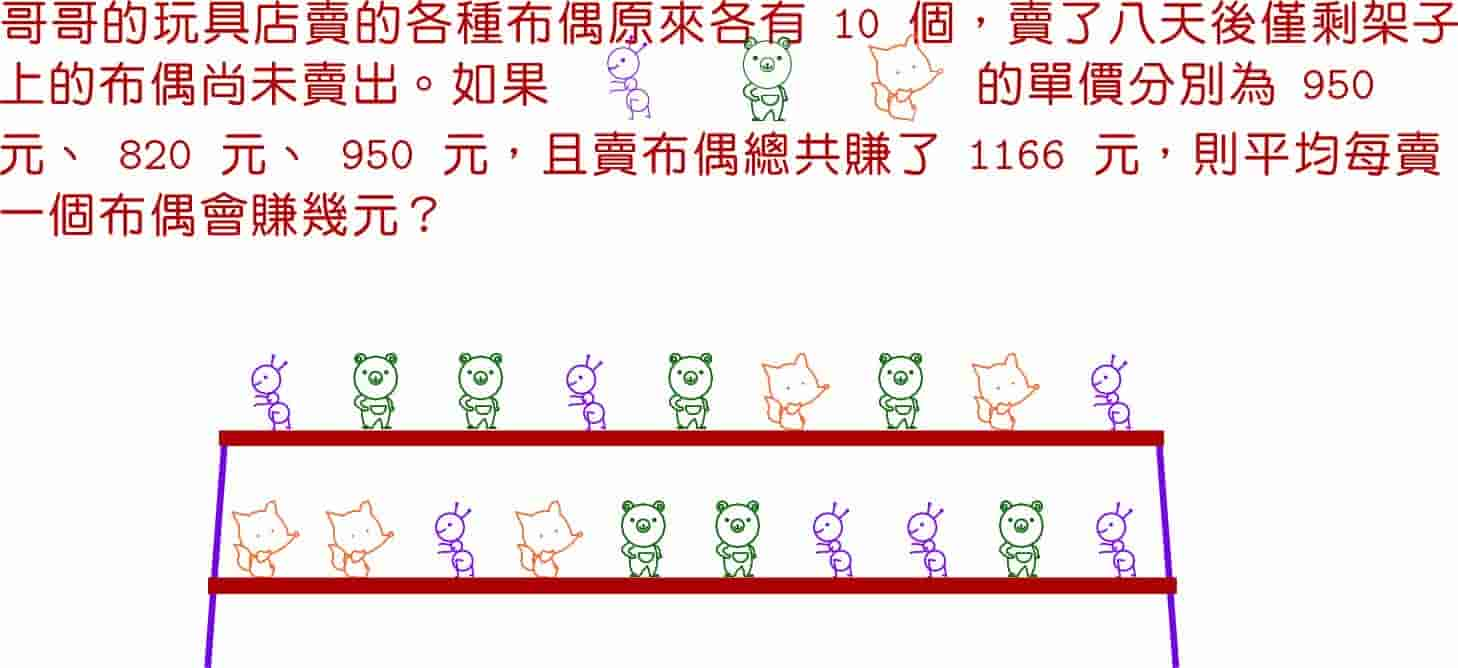 哥哥的玩具店賣的各種布偶原來各有 10 個，賣了八天後僅剩架子
上的布偶尚未賣出。如果 的單價分別為 950
元、 820 元、 950 元，且賣布偶總共賺了 1166 元，則平均每賣
一個布偶會賺幾元？